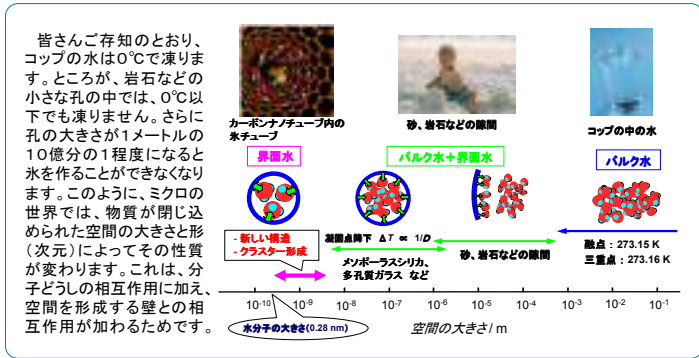 皆さんご存知のとおり、
コップの水は0℃で凍りま
す。ところが、岩石などの
小さな孔の中では、0℃以
下でも凍りません。さらに
孔の大きさが1メートルの
10億分の1程度になると
氷を作ることができなくなり
ます。このように、ミクロの
世界では、物質が閉じ込
められた空間の大きさと形
(次元)によってその性質
が変わります。これは、分
子どうしの相互作用に加え、
空間を形成する壁との相
互作用が加わるためです。
カーボンナノチューブ内の
氷チューブ
砂、岩石などの隙間
コップの中の水
界面水
バルク水+界面水
バルク水
- 新しい構造
- クラスター形成
凝固点降下 ΔT ∝ 1/D
メソポーラスシリカ、
多孔質ガラス など
砂、岩石などの隙間
融点:273.15 K
三重点:273.16 K
10-10 10-9 10-8 10-7 10-6 10-5 10-4 10-3 10-2 10-1
水分子の大きさ(0.28 nm)
空間の大きさ/ m